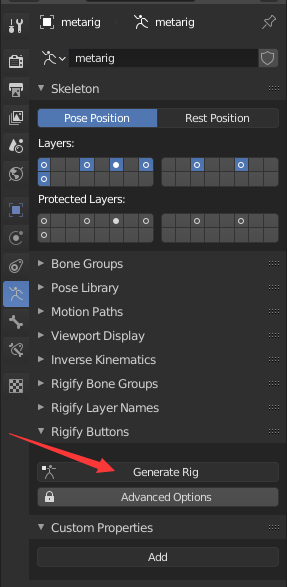 metarig metarig
metarig
Skeleton
Pose Position Rest Position
Layers:
Protected Layers:
Bone Groups
Pose Library
Motion Paths
Viewport Display
Inverse Kinematics
Rigify Bone Groups
Rigify Layer Names
Rigify Buttons
Generate Rig
Advanced Options
Custom Properties
Add